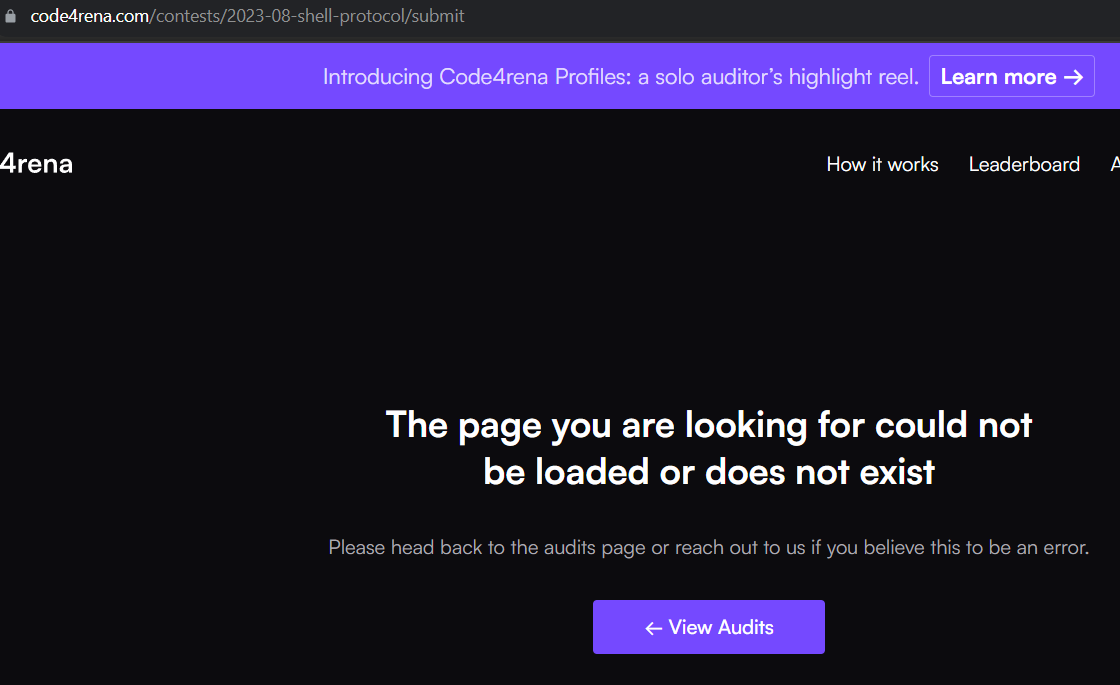 code4rena.com/contests/2023-08-shell-protocol/submit
Introducing Code4rena Profiles: a solo auditor’s highlight reel. Learn more →
4rena
How it works Leaderboard A
The page you are looking for could not
be loaded or does not exist
Please head back to the audits page or reach out to us if you believe this to be an error.
← View Audits